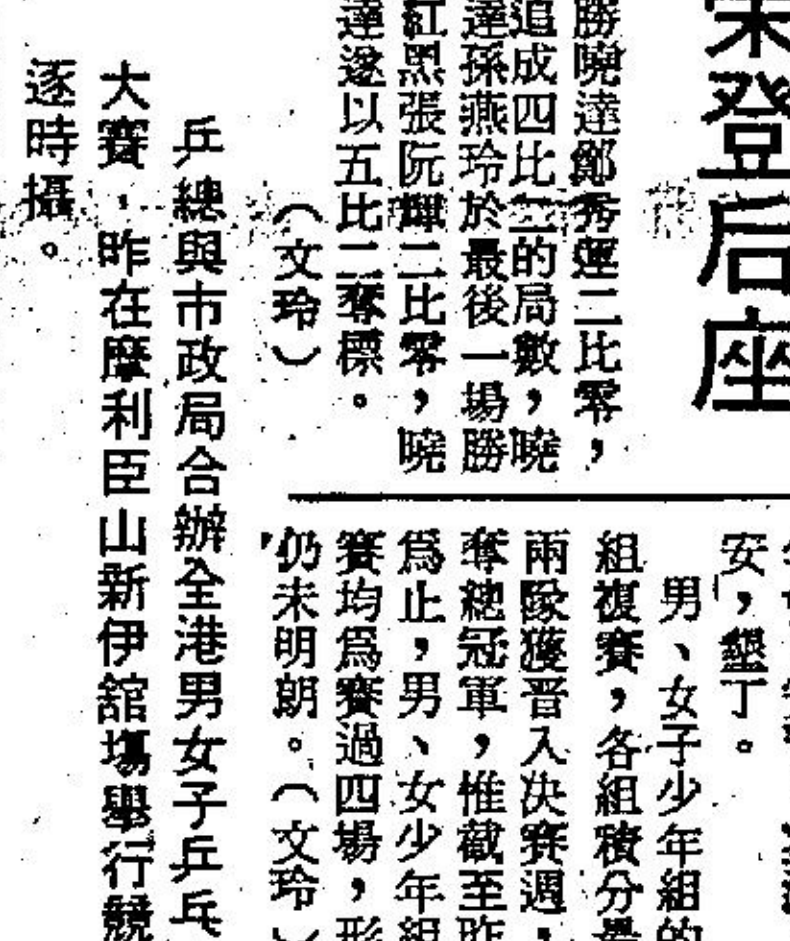 榮登后座
勝曉達鄭秀運二比零，
追成四比三的局數，曉
達孫燕玲於最後一場勝
紅黑張阮輝二比零，曉
達遂以五比二奪標。
（文玲）
安，墾丁。
男、女子少年組的
組複賽，各組積分最
兩隊獲晉入決賽週，
奪總冠軍，惟截至昨
為止，男、女少年組
賽均為賽過四場，形
仍未明朗。（文玲）
乒總與市政局合辦全港男女子乒乓
大賽，昨在摩利臣山新伊館場舉行競
逐時攝。